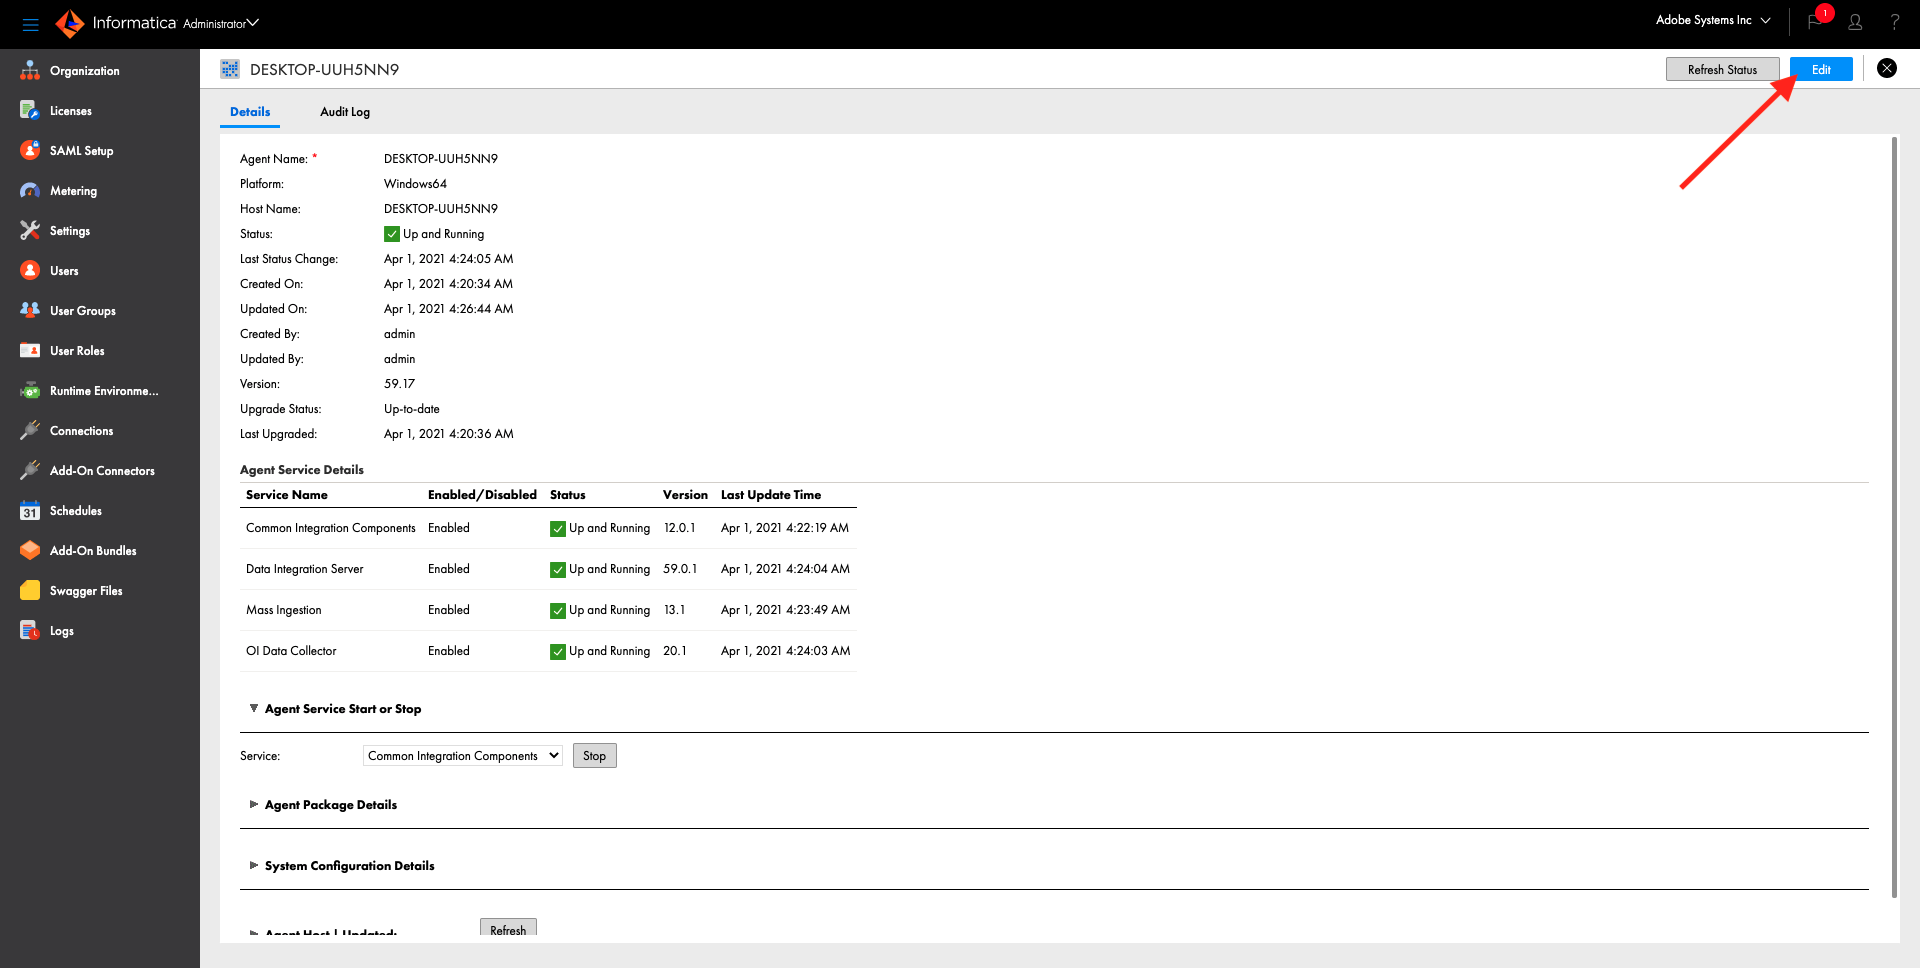 Informatica Administrator
Adobe Systems Inc
1
?
Organization
Licenses
SAML Setup
Metering
Settings
Users
User Groups
User Roles
Runtime Environme...
Connections
Add-On Connectors
31 Schedules
Add-On Bundles
Swagger Files
Logs
DESKTOP-UUH5NN9
Refresh Status Edit
Details Audit Log
Agent Name: * DESKTOP-UUH5NN9
Platform: Windows64
Host Name: DESKTOP-UUH5NN9
Status: Up and Running
Last Status Change: Apr 1, 2021 4:24:05 AM
Created On: Apr 1, 2021 4:20:34 AM
Updated On: Apr 1, 2021 4:26:44 AM
Created By: admin
Updated By: admin
Version: 59.17
Upgrade Status: Up-to-date
Last Upgraded: Apr 1, 2021 4:20:36 AM
Agent Service Details
Service Name Enabled/Disabled Status Version Last Update Time
Common Integration Components Enabled Up and Running 12.0.1 Apr 1, 2021 4:22:19 AM
Data Integration Server Enabled Up and Running 59.0.1 Apr 1, 2021 4:24:04 AM
Mass Ingestion Enabled Up and Running 13.1 Apr 1, 2021 4:23:49 AM
OI Data Collector Enabled Up and Running 20.1 Apr 1, 2021 4:24:03 AM
Agent Service Start or Stop
Service: Common Integration Components Stop
Agent Package Details
System Configuration Details
Agent Host | Updated: Refresh